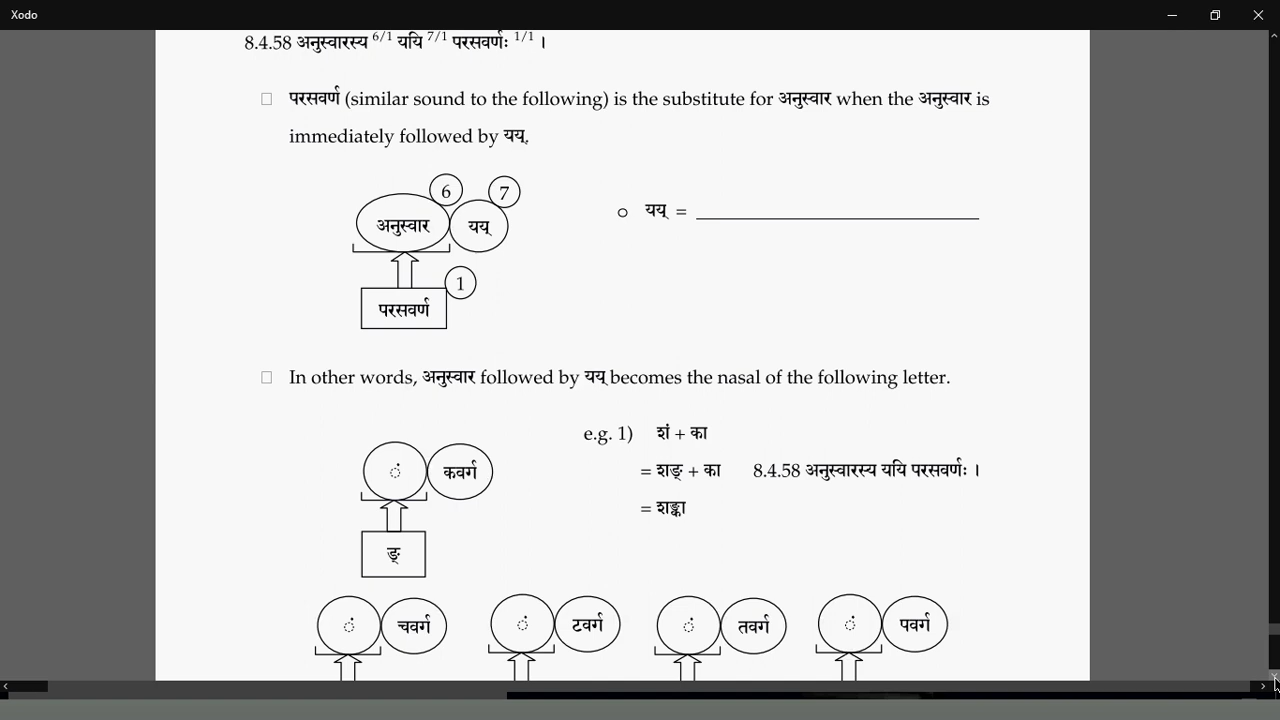 Xodo
8.4.58 अनुस्वारस्य 6/1 ययि 7/1 परसवर्णः 1/1 ।
परसवर्ण (similar sound to the following) is the substitute for अनुस्वार when the अनुस्वार is
immediately followed by यय्.
6 7
अनुस्वार यय्
o यय् = ____________________
1
परसवर्ण
In other words, अनुस्वार followed by यय् becomes the nasal of the following letter.
e.g. 1) शं + का
ं कवर्ग
= शङ् + का 8.4.58 अनुस्वारस्य ययि परसवर्णः ।
= शङ्का
ङ्
ं चवर्ग ं टवर्ग ं तवर्ग ं पवर्ग